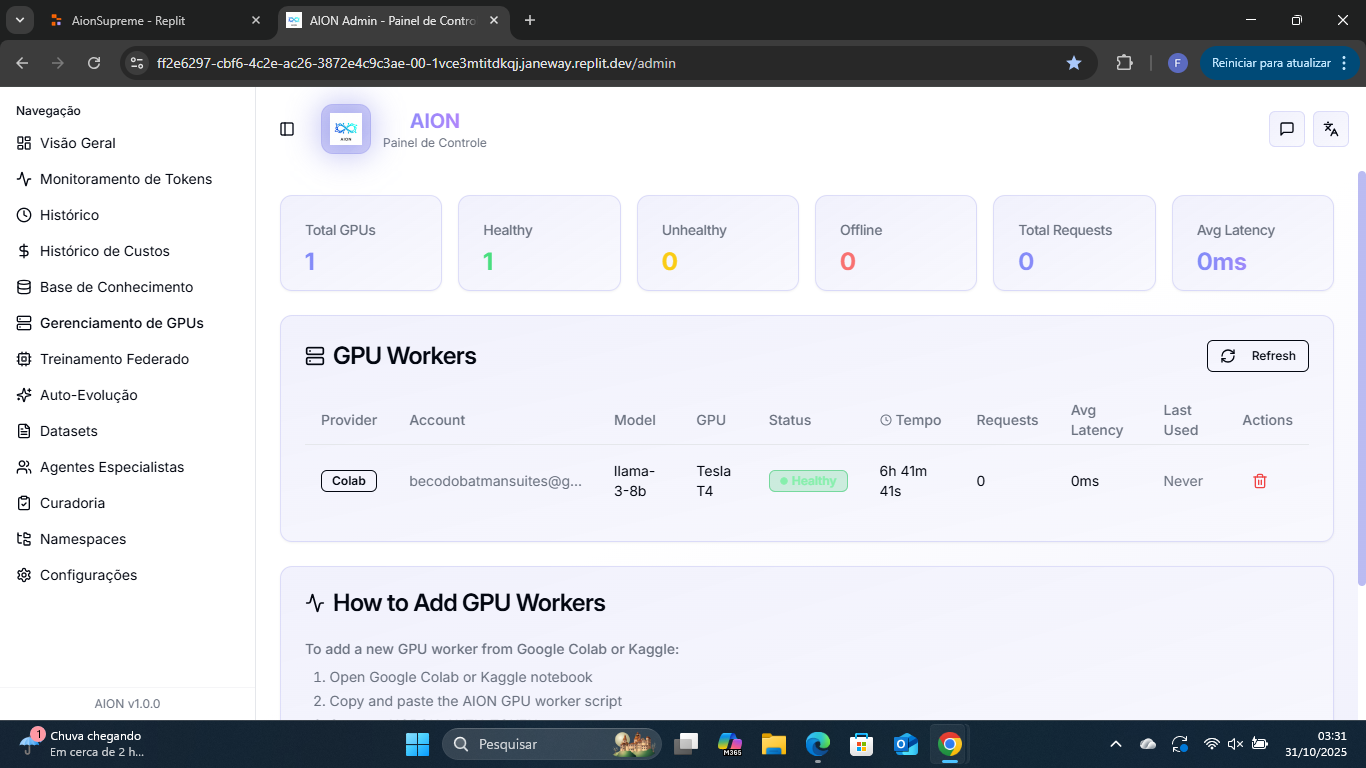 AionSupreme - Replit
AION Admin - Painel de Contro
ff2e6297-cbf6-4c2e-ac26-3872e4c9c3ae-00-1vce3mtitdkqj.janeway.replit.dev/admin
F
Reiniciar para atualizar
Navegação
Visão Geral
Monitoramento de Tokens
Histórico
Histórico de Custos
Base de Conhecimento
Gerenciamento de GPUs
Treinamento Federado
Auto-Evolução
Datasets
Agentes Especialistas
Curadoria
Namespaces
Configurações
AION v1.0.0
AION
AION
Painel de Controle
Total GPUs
1
Healthy
1
Unhealthy
0
Offline
0
Total Requests
0
Avg Latency
0ms
GPU Workers
Refresh
Provider Account Model GPU Status Tempo Requests Avg Latency Last Used Actions
Colab becodobatmansuites@g... llama-3-8b Tesla T4 Healthy 6h 41m 41s 0 0ms Never
How to Add GPU Workers
To add a new GPU worker from Google Colab or Kaggle:
1. Open Google Colab or Kaggle notebook
2. Copy and paste the AION GPU worker script
1
Chuva chegando
Em cerca de 2 h...
Pesquisar
M365
03:31
31/10/2025